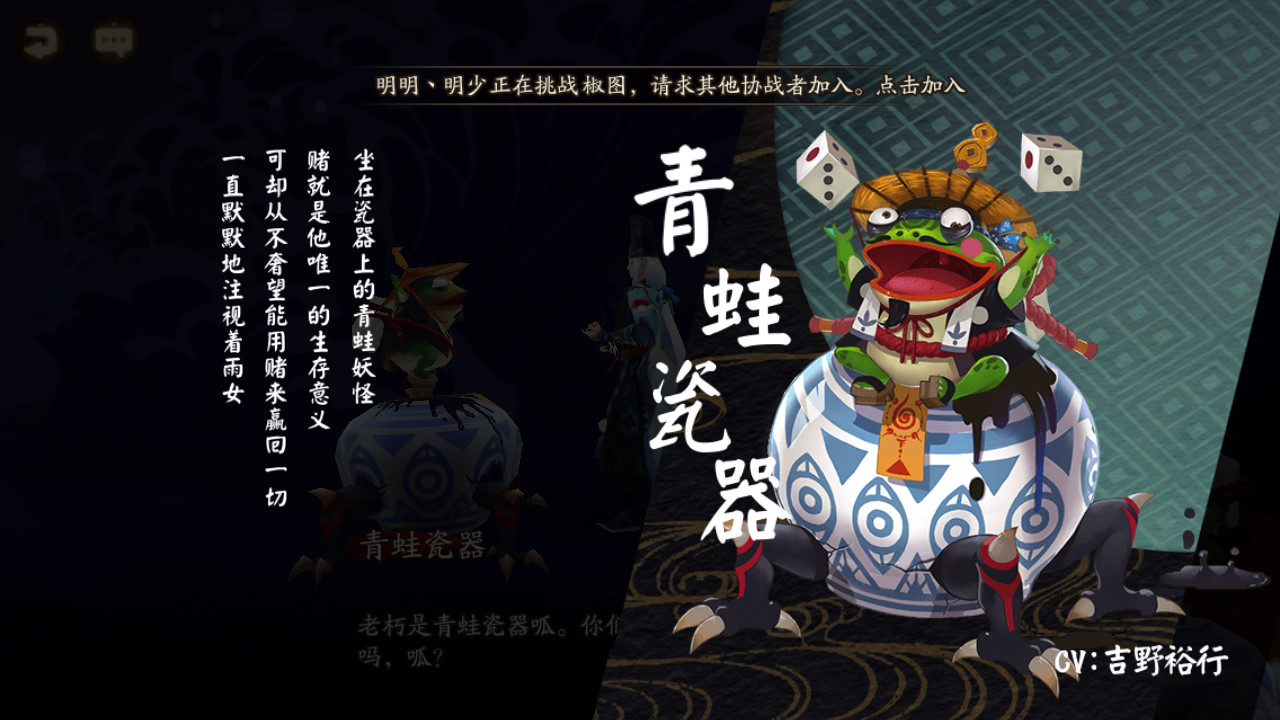 明明丶明少正在挑战椒图，请求其他协战者加入。点击加入
青蛙瓷器
坐在瓷器上的青蛙妖怪
赌就是他唯一的生存意义
可却从不奢望能用赌来赢回一切
一直默默地注视着雨女
青蛙瓷器
老朽是青蛙瓷器呱。你们
吗，呱？
CV:吉野裕行